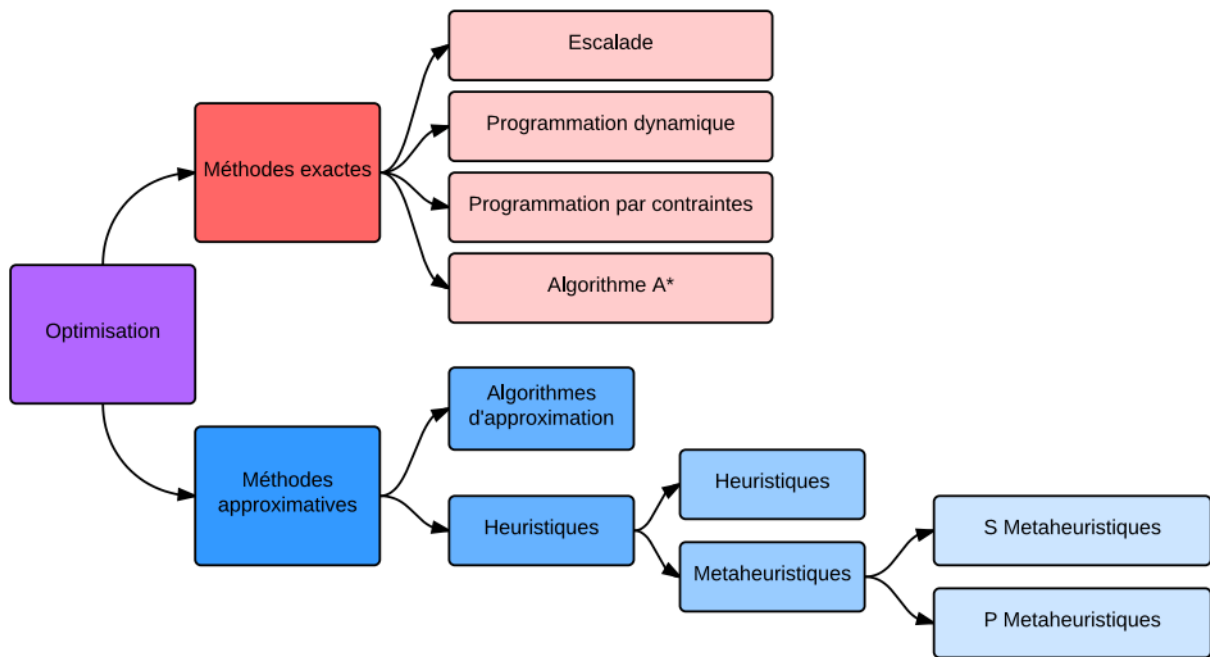 Escalade
Programmation dynamique
Méthodes exactes
Programmation par contraintes
Algorithme A*
Optimisation
Algorithmes
d'approximation
Méthodes
approximatives
Heuristiques
Heuristiques
Metaheuristiques
S Metaheuristiques
P Metaheuristiques